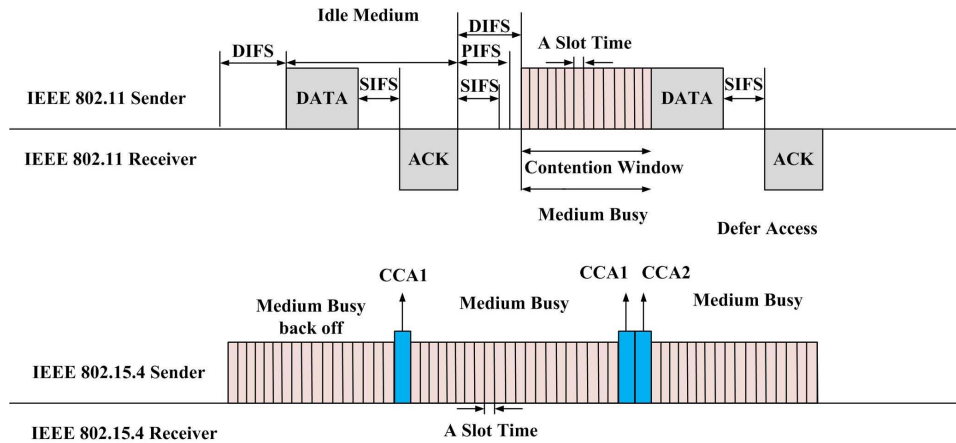 Idle Medium
DIFS
DIFS
PIFS
A Slot Time
SIFS
SIFS
SIFS
IEEE 802.11 Sender
DATA
DATA
IEEE 802.11 Receiver
ACK
ACK
Contention Window
Medium Busy
Defer Access
CCA1
CCA1
CCA2
Medium Busy
back off
Medium Busy
Medium Busy
IEEE 802.15.4 Sender
IEEE 802.15.4 Receiver
A Slot Time